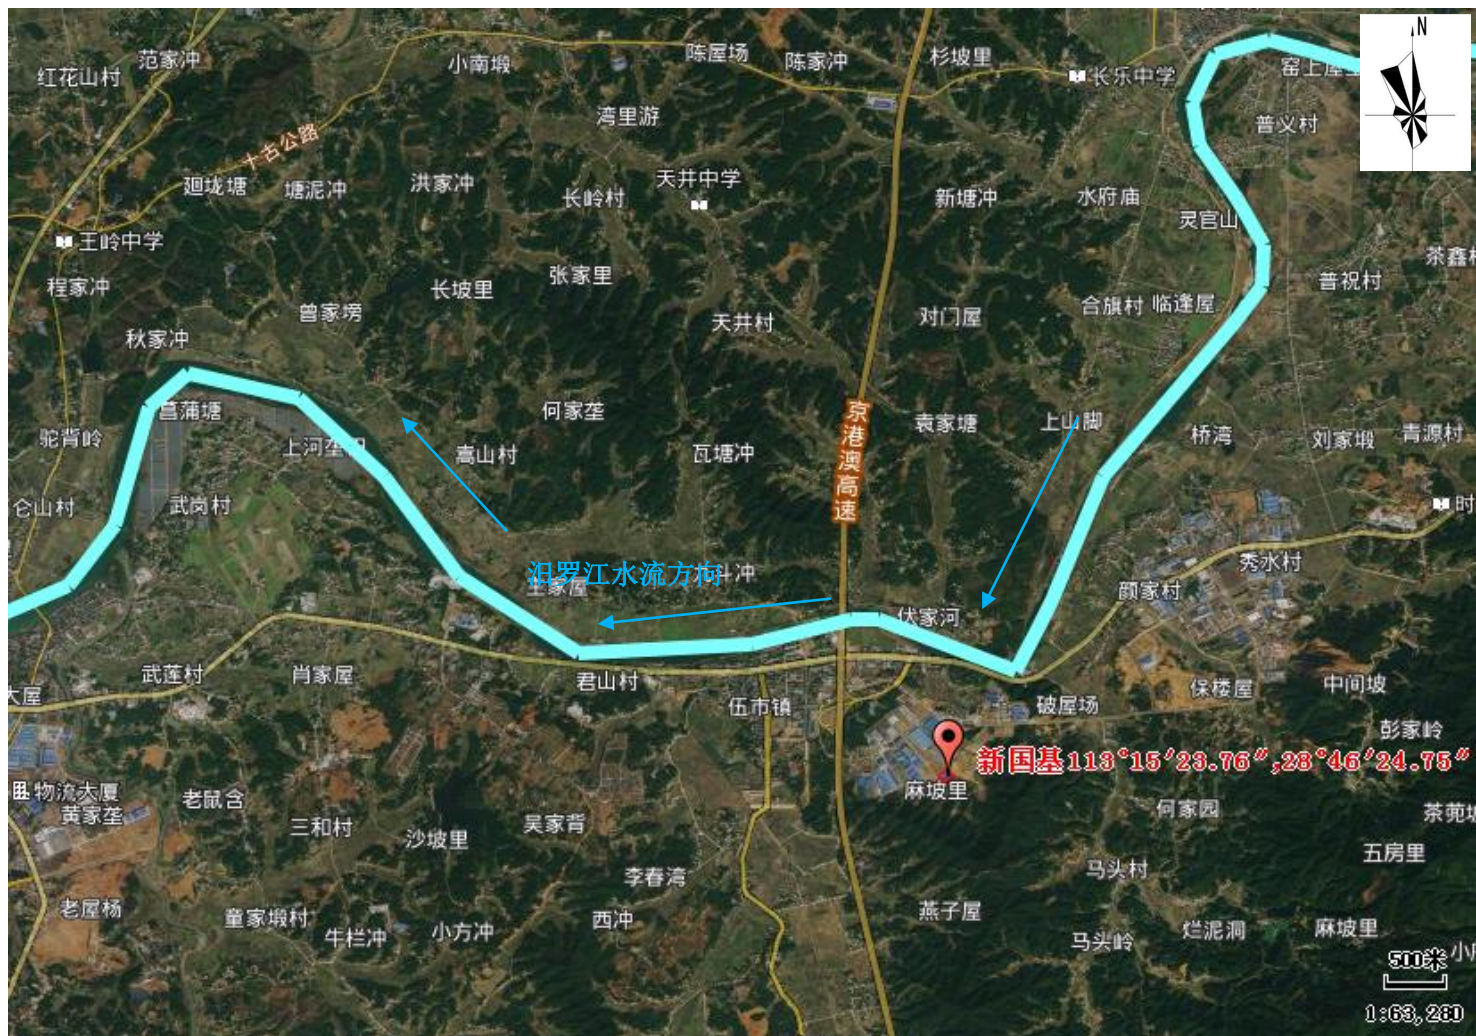 N
范家冲
红花山村
小南塅
陈屋场
陈家冲
杉坡里
长乐中学
窑上屋
普义村
湾里游
十古公路
廻垅塘
塘泥冲
洪家冲
长岭村
天井中学
新塘冲
水府庙
灵官山
王岭中学
程家冲
曾家塝
长坡里
张家里
天井村
对门屋
合旗村
临逢屋
普祝村
茶鑫
秋家冲
菖蒲塘
驼背岭
上河垄
何家垄
嵩山村
瓦塘冲
京港澳高速
袁家塘
上山脚
桥湾
刘家塅
青源村
仑山村
武岗村
时
汨罗江水流方向
王家屋
斗冲
伏家河
颜家村
秀水村
武莲村
肖家屋
君山村
伍市镇
破屋场
保楼屋
中间坡
大屋
彭家岭
新国基113°15′23.76″,28°46′24.75″
麻坡里
物流大厦
黄家垄
老鼠含
三和村
沙坡里
吴家背
何家园
茶菀
五房里
李春湾
马头村
老屋杨
童家塅村
牛栏冲
小方冲
西冲
燕子屋
马头岭
烂泥洞
麻坡里
小
500米
1:63,280